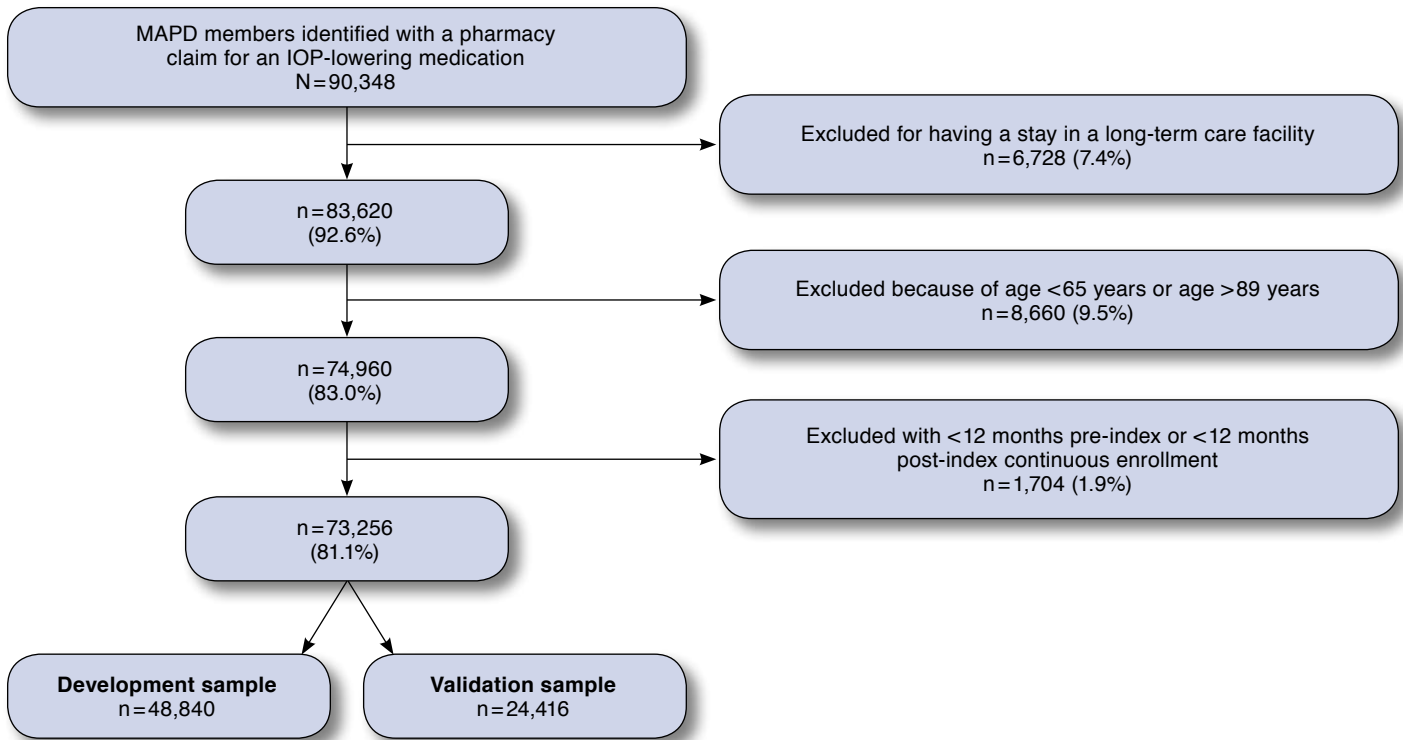 MAPD members identified with a pharmacy
claim for an IOP-lowering medication
N=90,348
Excluded for having a stay in a long-term care facility
n=6,728 (7.4%)
n=83,620
(92.6%)
Excluded because of age <65 years or age >89 years
n=8,660 (9.5%)
n=74,960
(83.0%)
Excluded with <12 months pre-index or <12 months
post-index continuous enrollment
n=1,704 (1.9%)
n=73,256
(81.1%)
Development sample
n=48,840
Validation sample
n=24,416